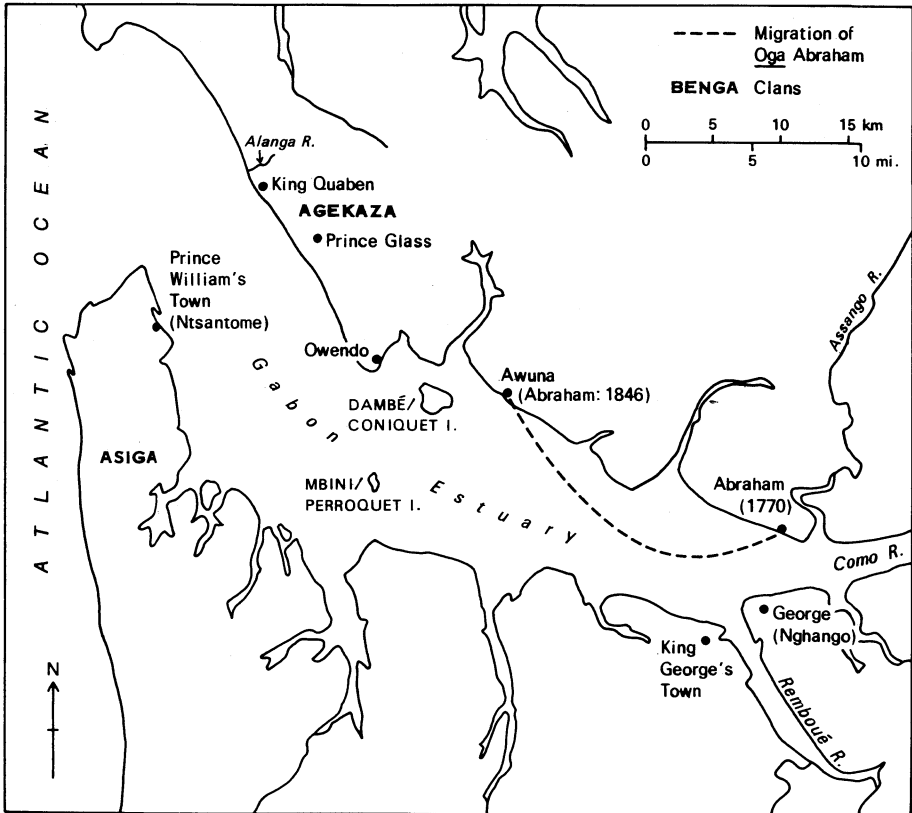 Migration of
Oga Abraham
BENGA Clans
0 5 10 15 km
0 5 10 mi.
ATLANTIC OCEAN
Alanga R.
King Quaben
AGEKAZA
Prince Glass
Prince
William's
Town
(Ntsantome)
Owendo
Gabon
Estuary
DAMBÉ/
CONIQUET I.
MBINI/
PERROQUET I.
ASIGA
Awuna
(Abraham: 1846)
Assango R.
Abraham
(1770)
Como R.
George
(Nghango)
King
George's
Town
Remboué R.
N